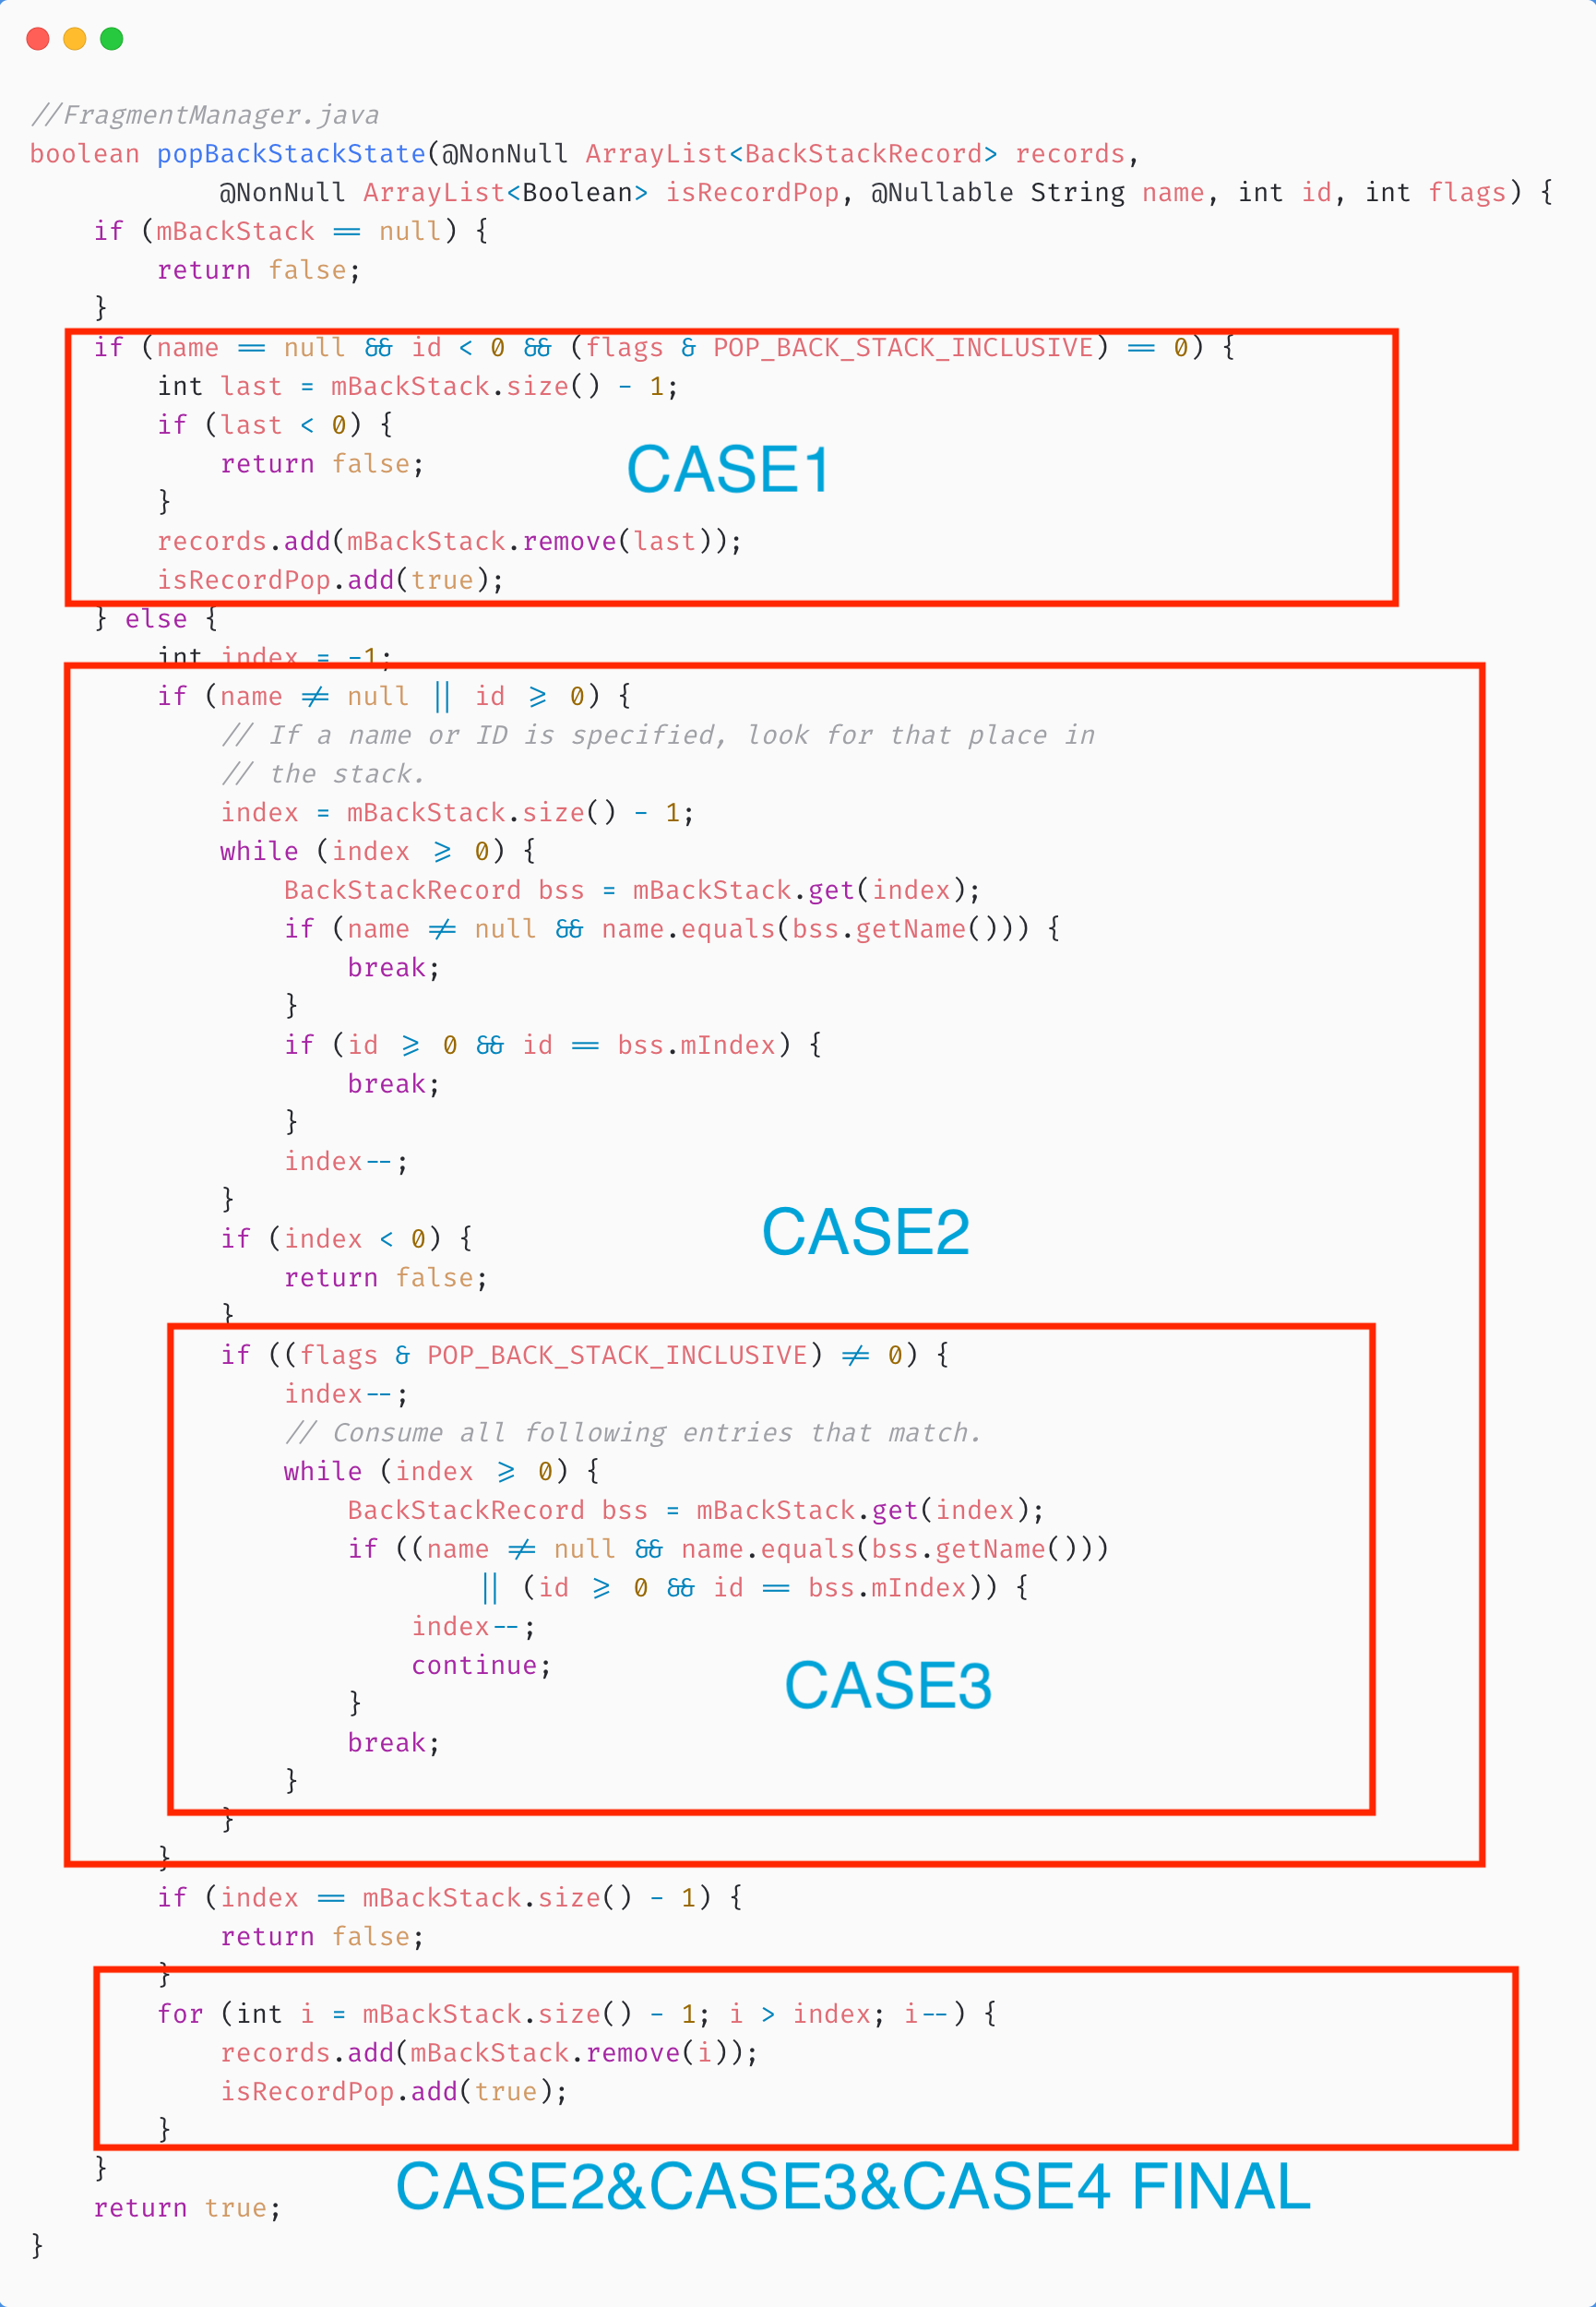 //FragmentManager.java
boolean popBackStackState(@NonNull ArrayList<BackStackRecord> records,
            @NonNull ArrayList<Boolean> isRecordPop, @Nullable String name, int id, int flags) {
    if (mBackStack == null) {
        return false;
    }
    if (name == null && id < 0 && (flags & POP_BACK_STACK_INCLUSIVE) == 0) {
        int last = mBackStack.size() - 1;
        if (last < 0) {
            return false;
        }
CASE1
        records.add(mBackStack.remove(last));
        isRecordPop.add(true);
    } else {
        int index = -1;
        if (name != null || id >= 0) {
            // If a name or ID is specified, look for that place in
            // the stack.
            index = mBackStack.size() - 1;
            while (index >= 0) {
                BackStackRecord bss = mBackStack.get(index);
                if (name != null && name.equals(bss.getName())) {
                    break;
                }
                if (id >= 0 && id == bss.mIndex) {
                    break;
                }
                index--;
            }
CASE2
            if (index < 0) {
                return false;
            }
            if ((flags & POP_BACK_STACK_INCLUSIVE) != 0) {
                index--;
                // Consume all following entries that match.
                while (index >= 0) {
                    BackStackRecord bss = mBackStack.get(index);
                    if ((name != null && name.equals(bss.getName()))
                            || (id >= 0 && id == bss.mIndex)) {
                        index--;
                        continue;
CASE3
                    }
                    break;
                }
            }
        }
        if (index == mBackStack.size() - 1) {
            return false;
        }
        for (int i = mBackStack.size() - 1; i > index; i--) {
            records.add(mBackStack.remove(i));
            isRecordPop.add(true);
        }
    }
CASE2&CASE3&CASE4 FINAL
    return true;
}